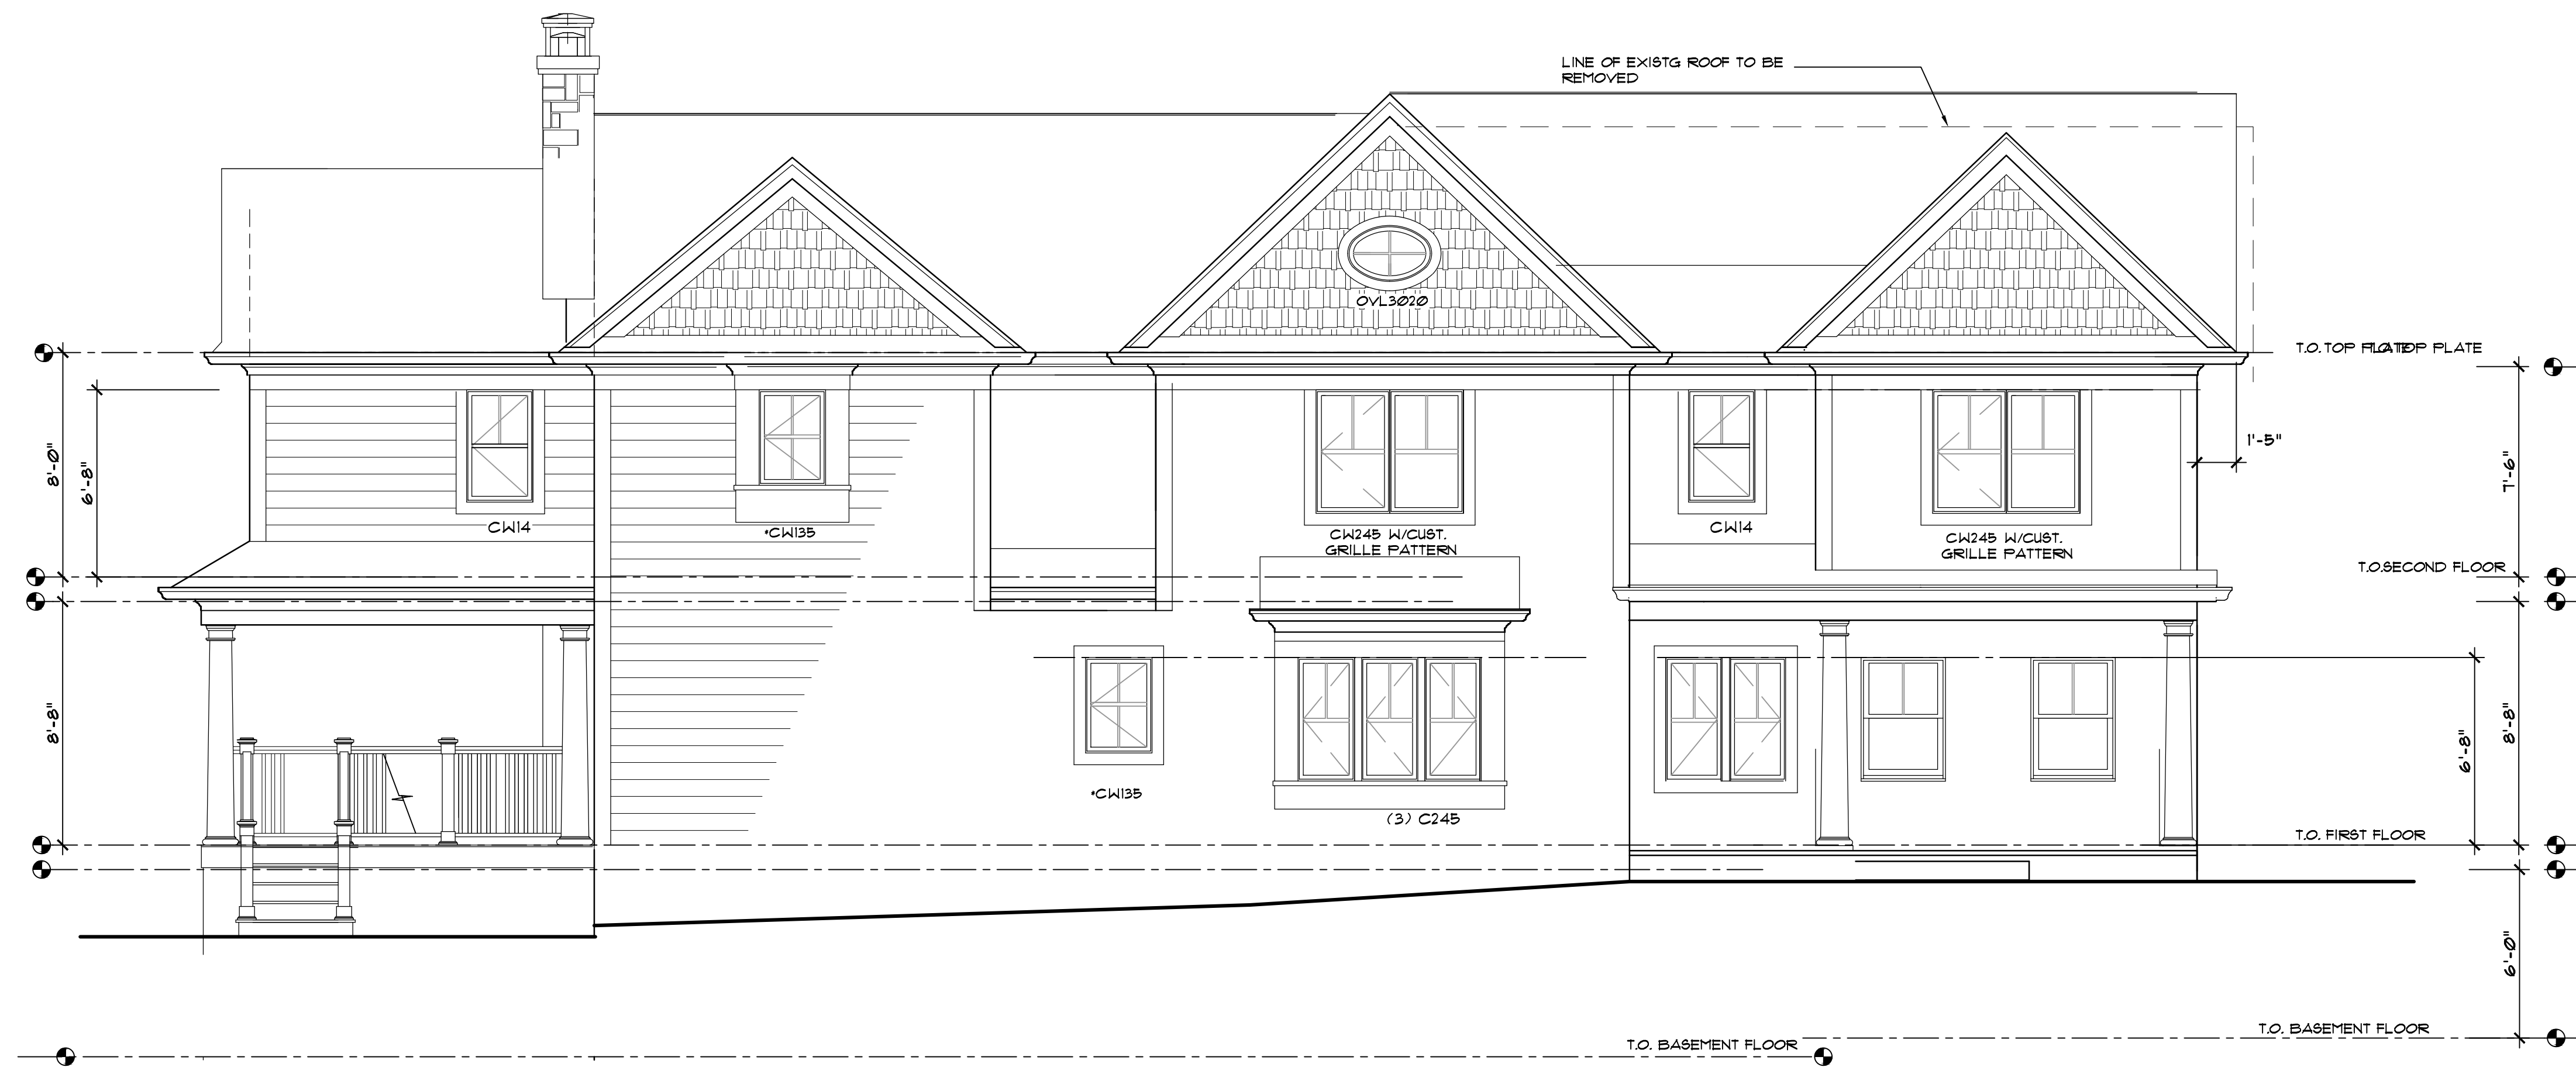 LINE OF EXISTG ROOF TO BE
REMOVED
OVL3020
T.O. TOP PLATE
T.O. TOP PLATE
8'-0"
6'-8"
1'-5"
7'-6"
CW14
*CW135
CW245 W/CUST.
GRILLE PATTERN
CW14
CW245 W/CUST.
GRILLE PATTERN
T.O.SECOND FLOOR
8'-8"
*CW135
(3) C245
6'-8"
8'-8"
T.O. FIRST FLOOR
6'-0"
T.O. BASEMENT FLOOR
T.O. BASEMENT FLOOR